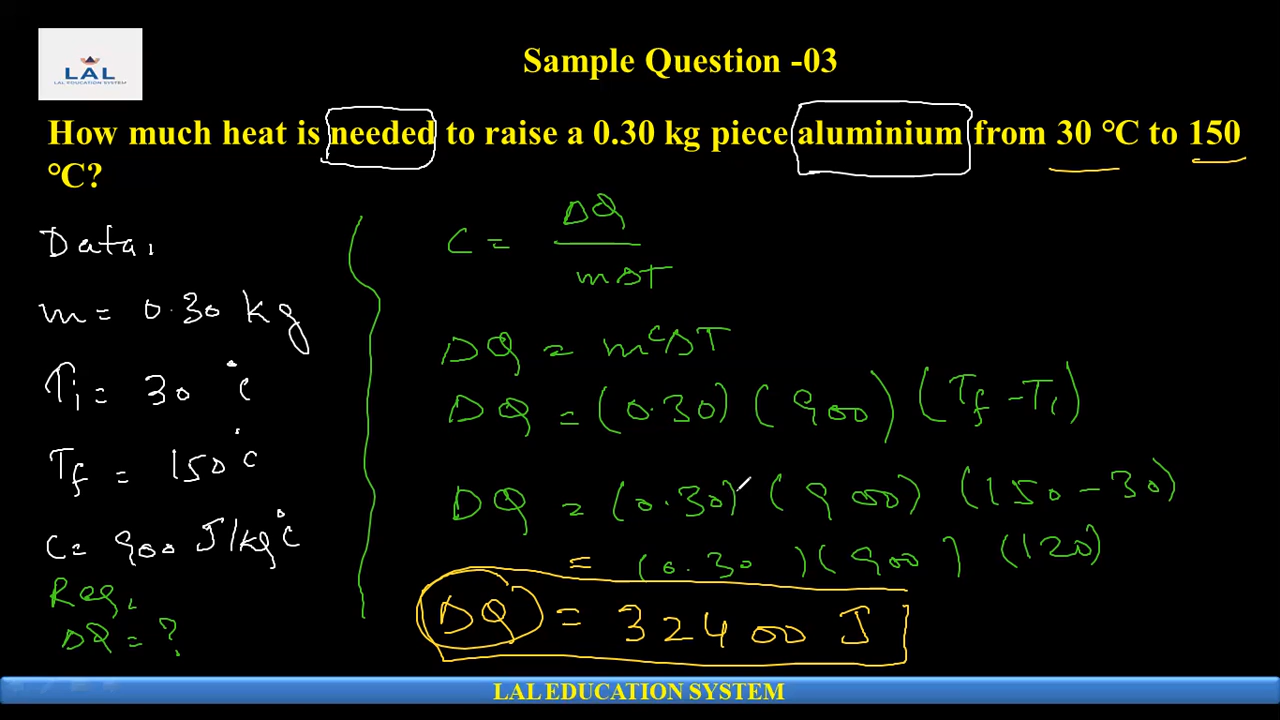 LAL
LAL EDUCATION SYSTEM
Sample Question -03
How much heat is needed to raise a 0.30 kg piece aluminium from 30 °C to 150
°C?
Data,
m = 0.30 kg
Ti = 30 °C
Tf = 150°C
C = 900 J/kg°C
Req,
ΔQ = ?
C = ΔQ / mΔT
ΔQ = mCΔT
ΔQ = (0.30) (900) (Tf - Ti)
ΔQ = (0.30) (900) (150 - 30)
= (0.30) (900) (120)
ΔQ = 32400 J
LAL EDUCATION SYSTEM